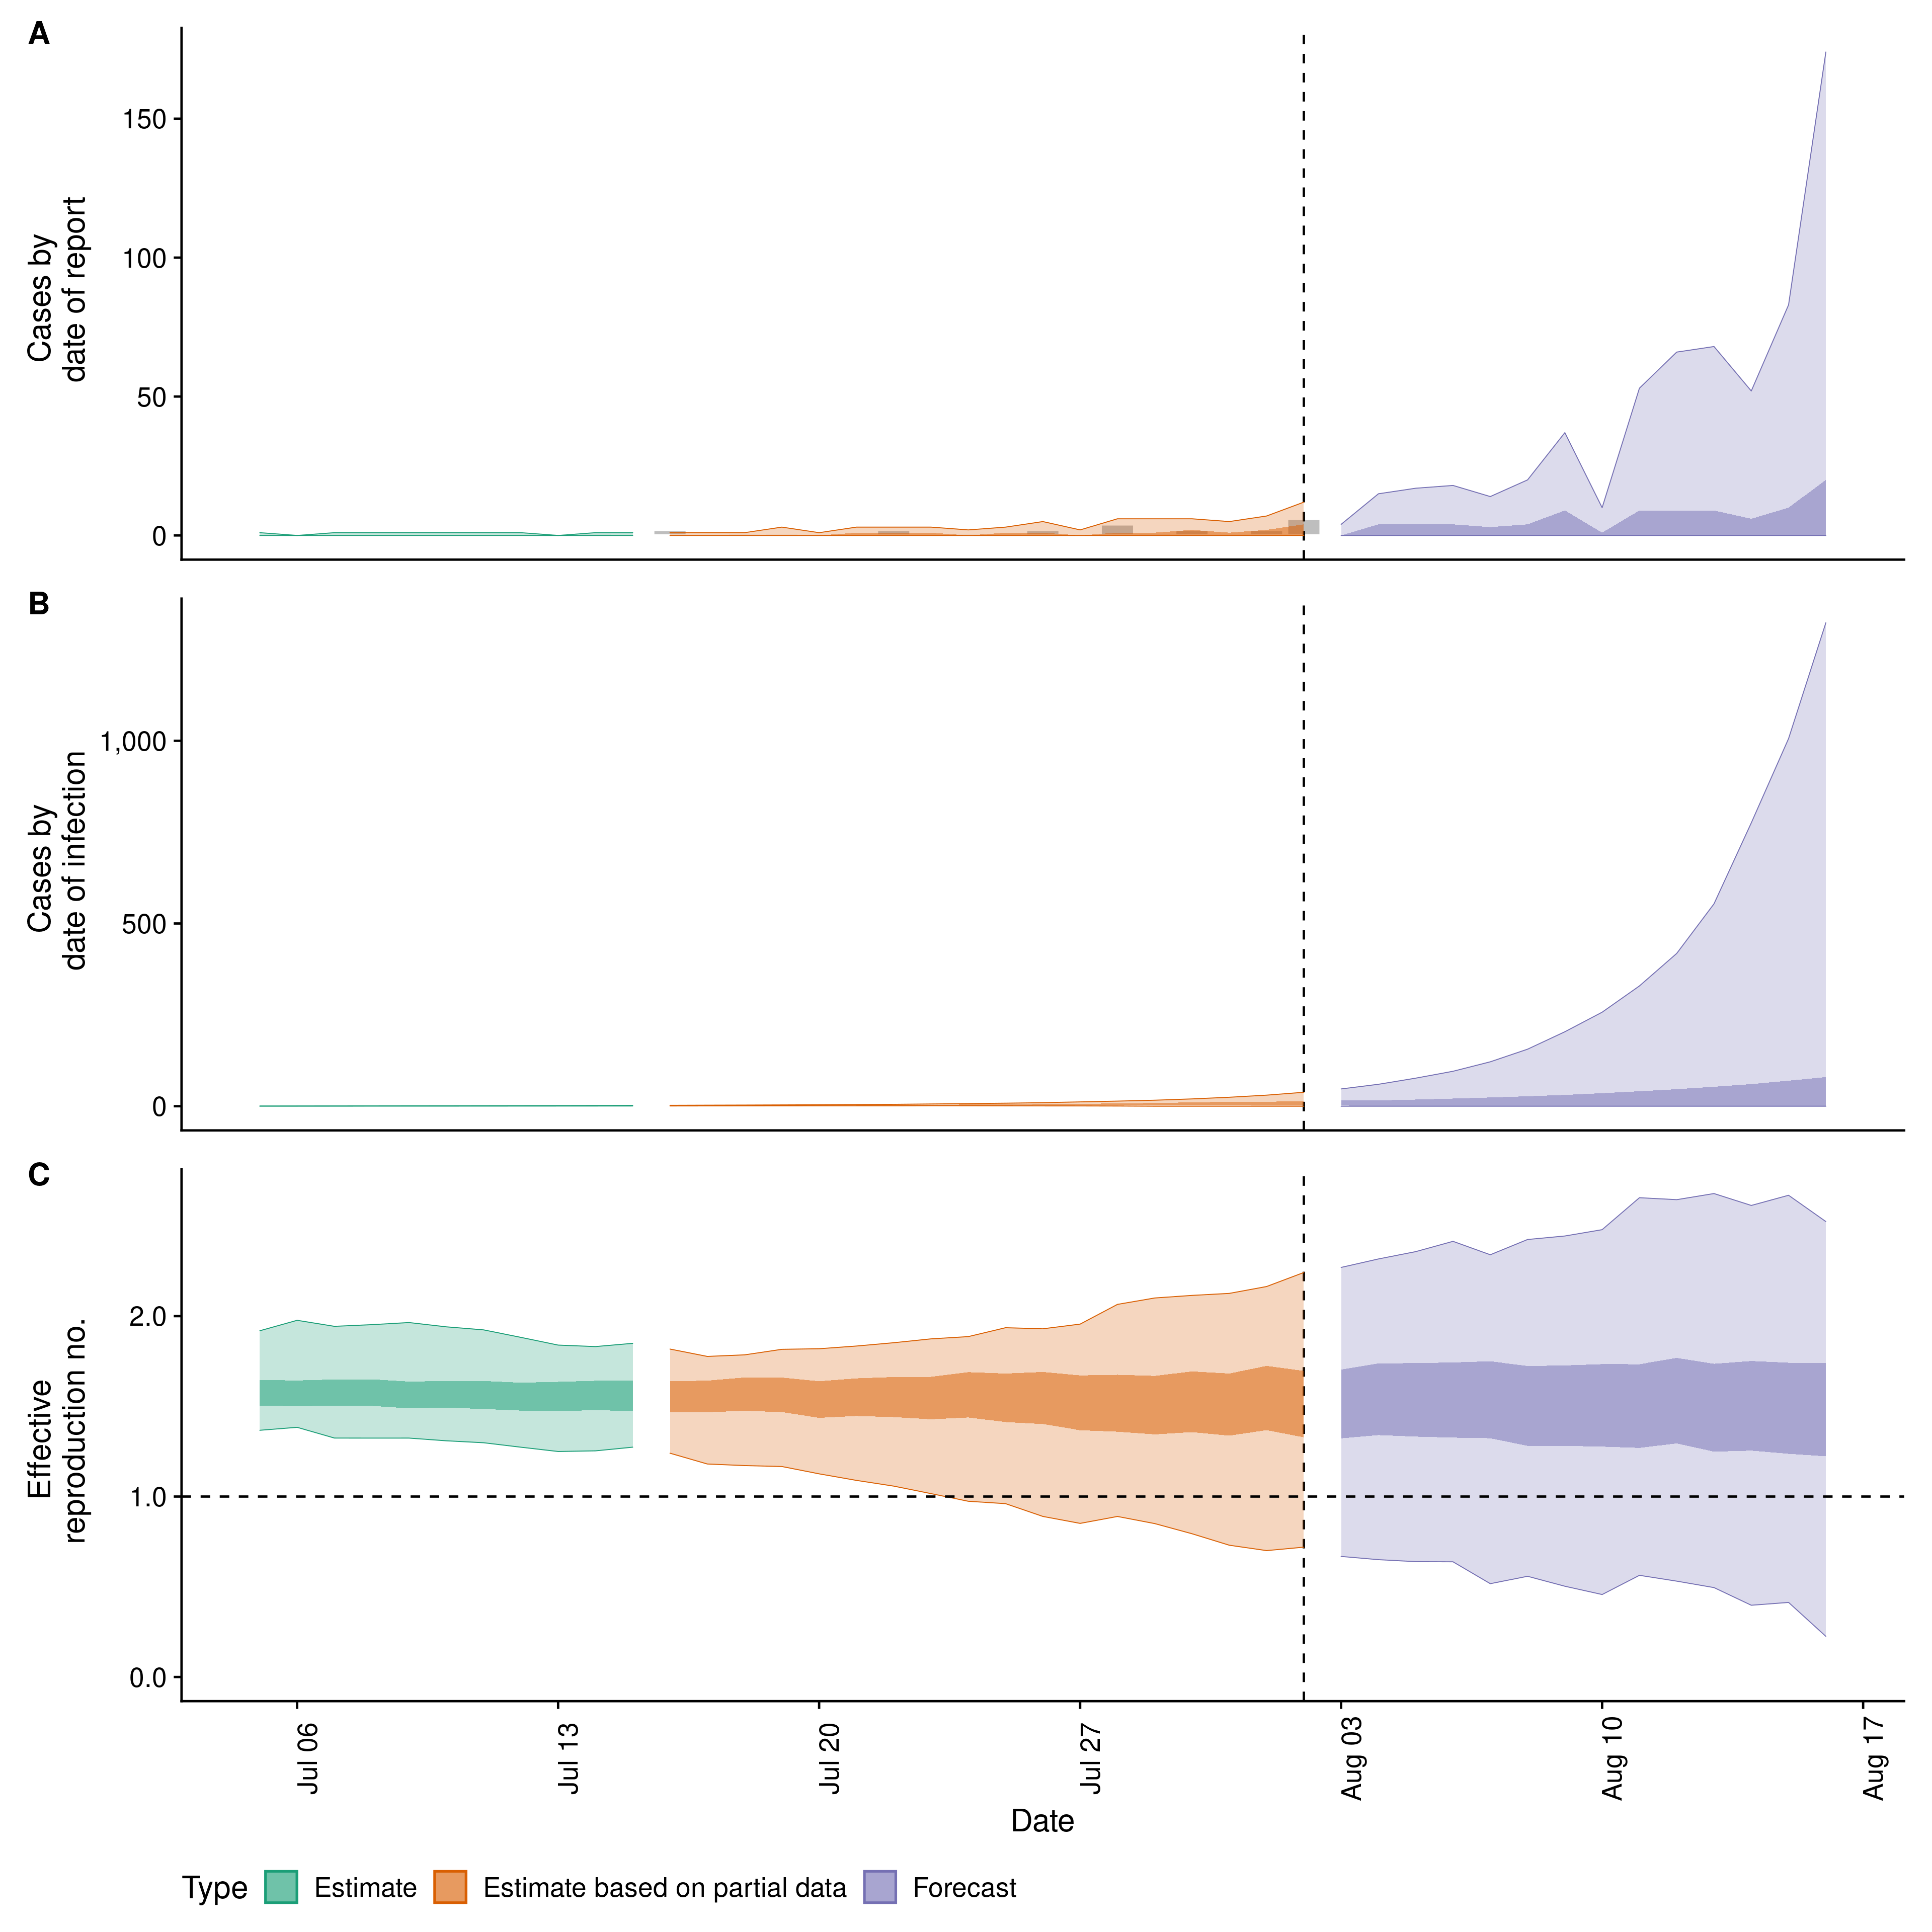 A
Cases by
date of report
150
100
50
0
B
Cases by
date of infection
1,000
500
0
C
Effective
reproduction no.
2.0
1.0
0.0
Jul 06
Jul 13
Jul 20
Jul 27
Aug 03
Aug 10
Aug 17
Date
Type Estimate Estimate based on partial data Forecast